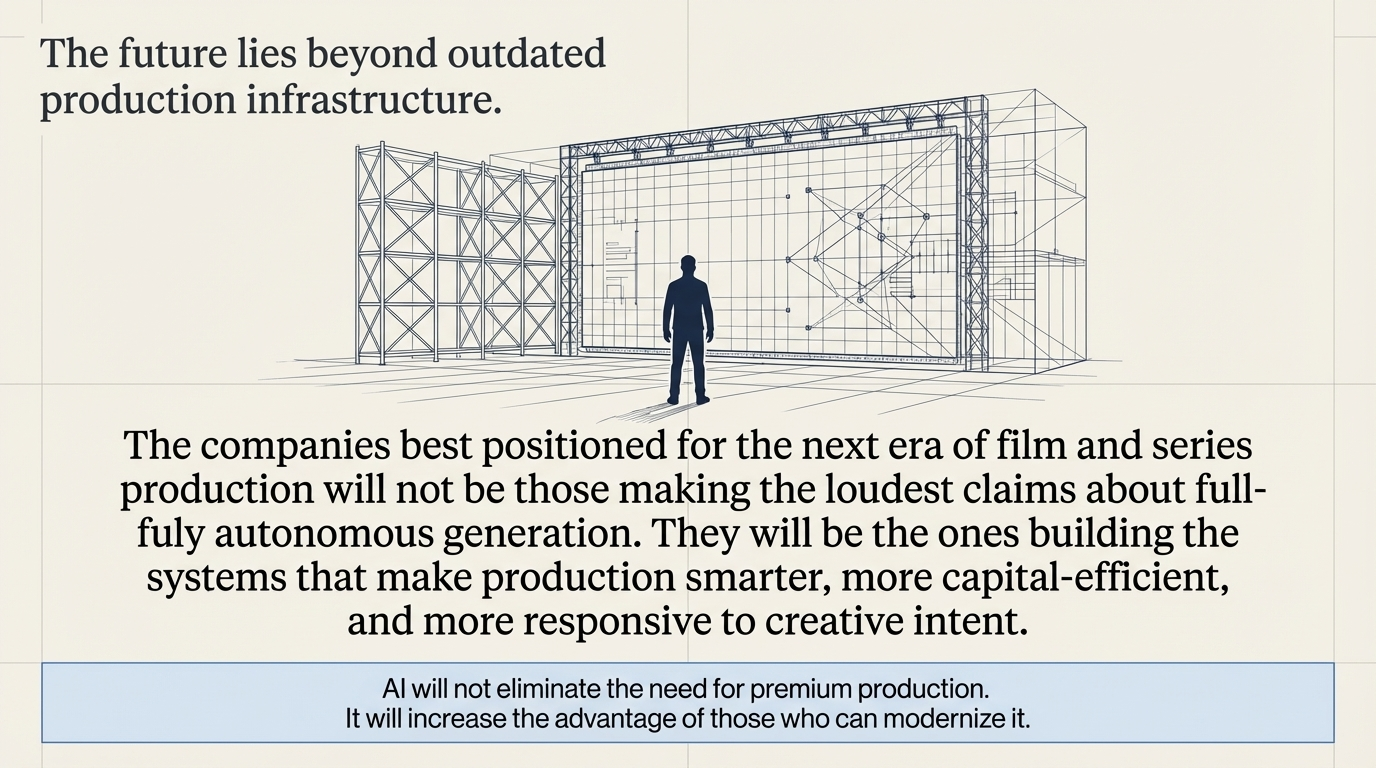 The future lies beyond outdated
production infrastructure.
The companies best positioned for the next era of film and series
production will not be those making the loudest claims about full-
fuly autonomous generation. They will be the ones building the
systems that make production smarter, more capital-efficient,
and more responsive to creative intent.
AI will not eliminate the need for premium production.
It will increase the advantage of those who can modernize it.